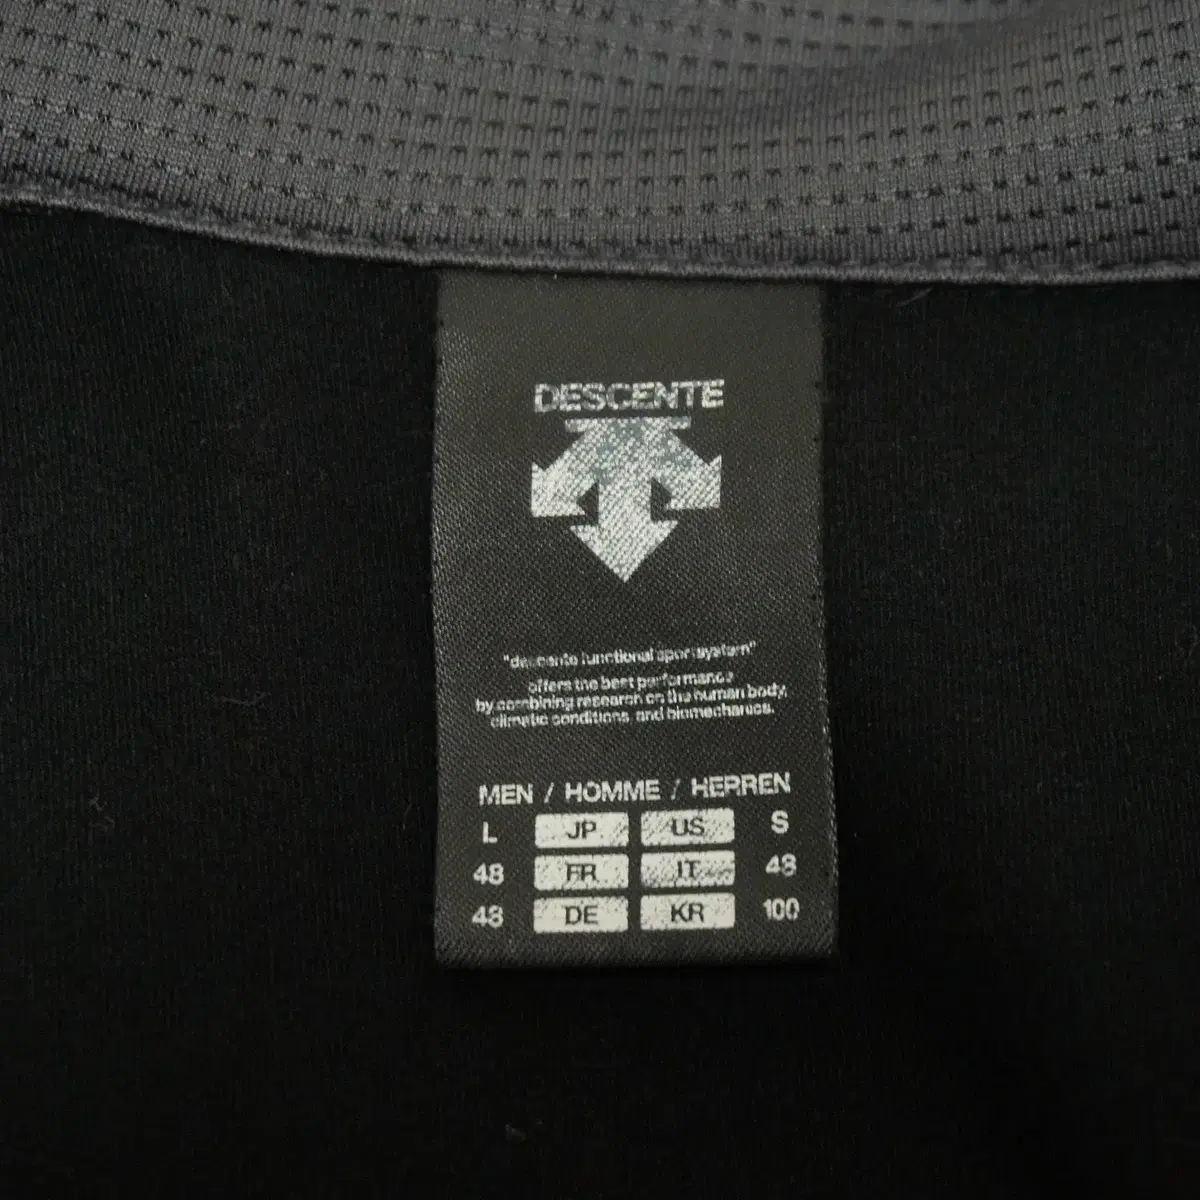 DESCENTE
"descente functional sport system"
offers the best performance
by combining research on the human body,
climatic conditions, and biomechanics.
MEN / HOMME / HERREN
L JP US S
48 FR IT 48
48 DE KR 100